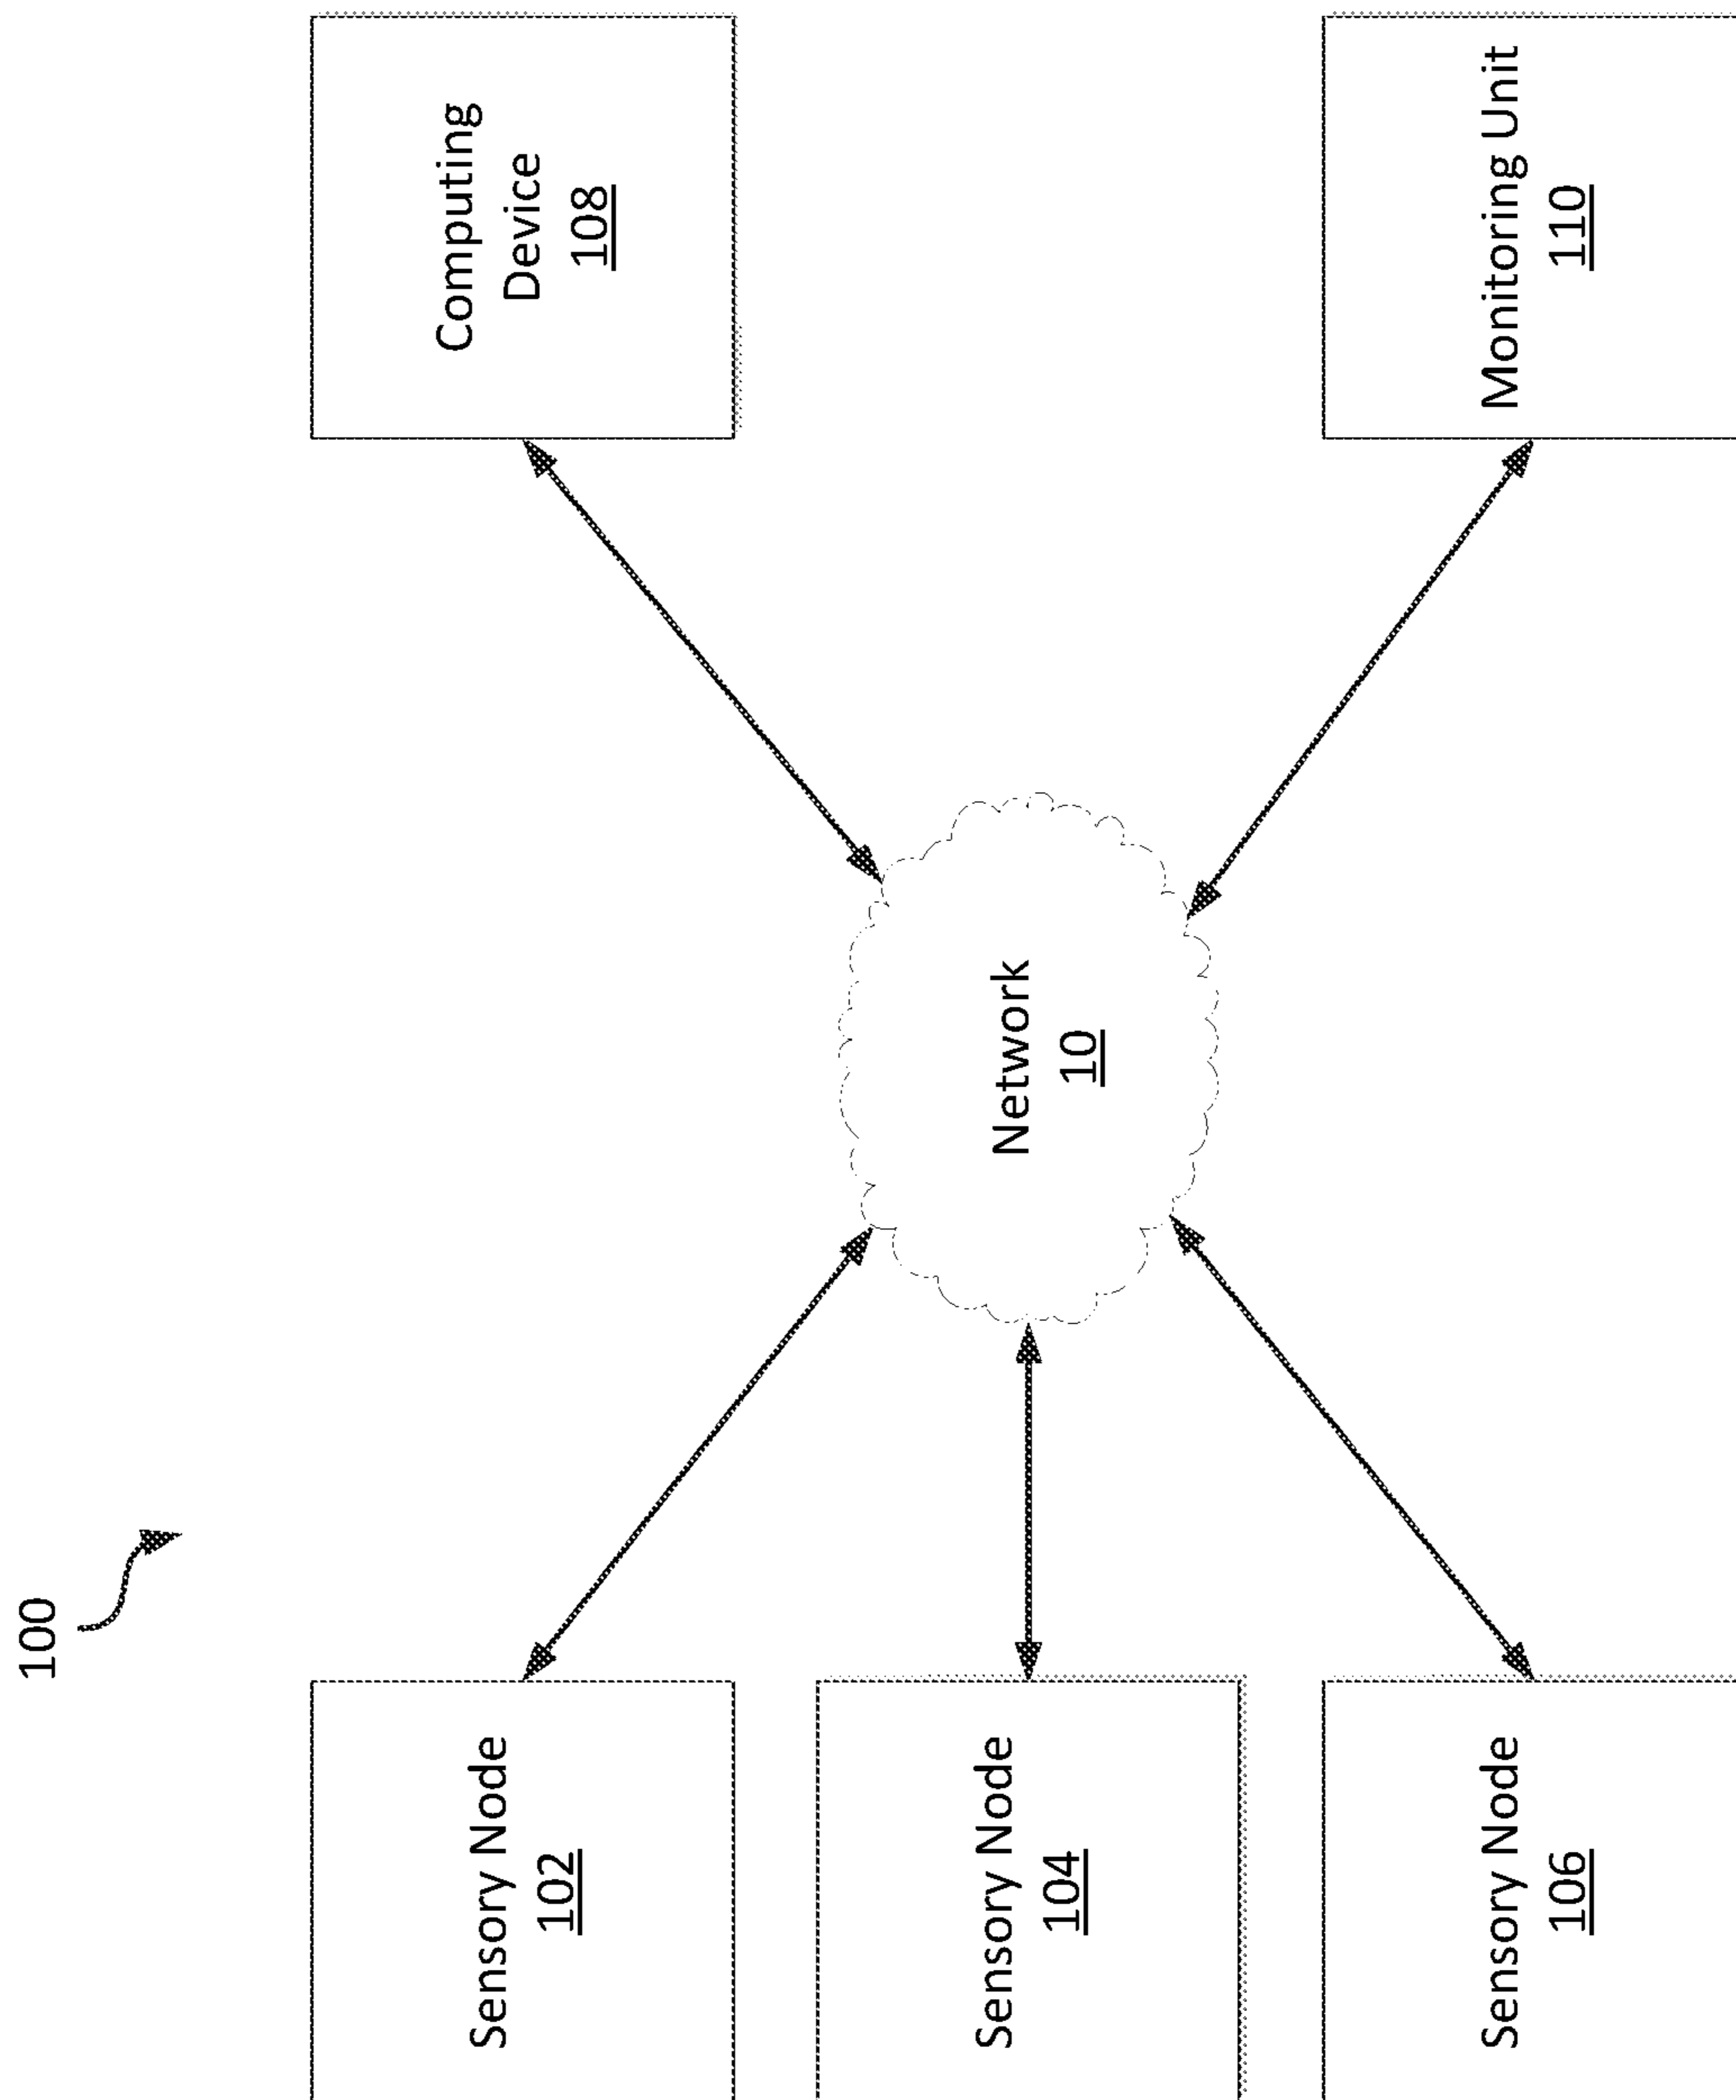 100
Sensory Node
102
Sensory Node
104
Sensory Node
106
Network
10
Computing
Device
108
Monitoring Unit
110